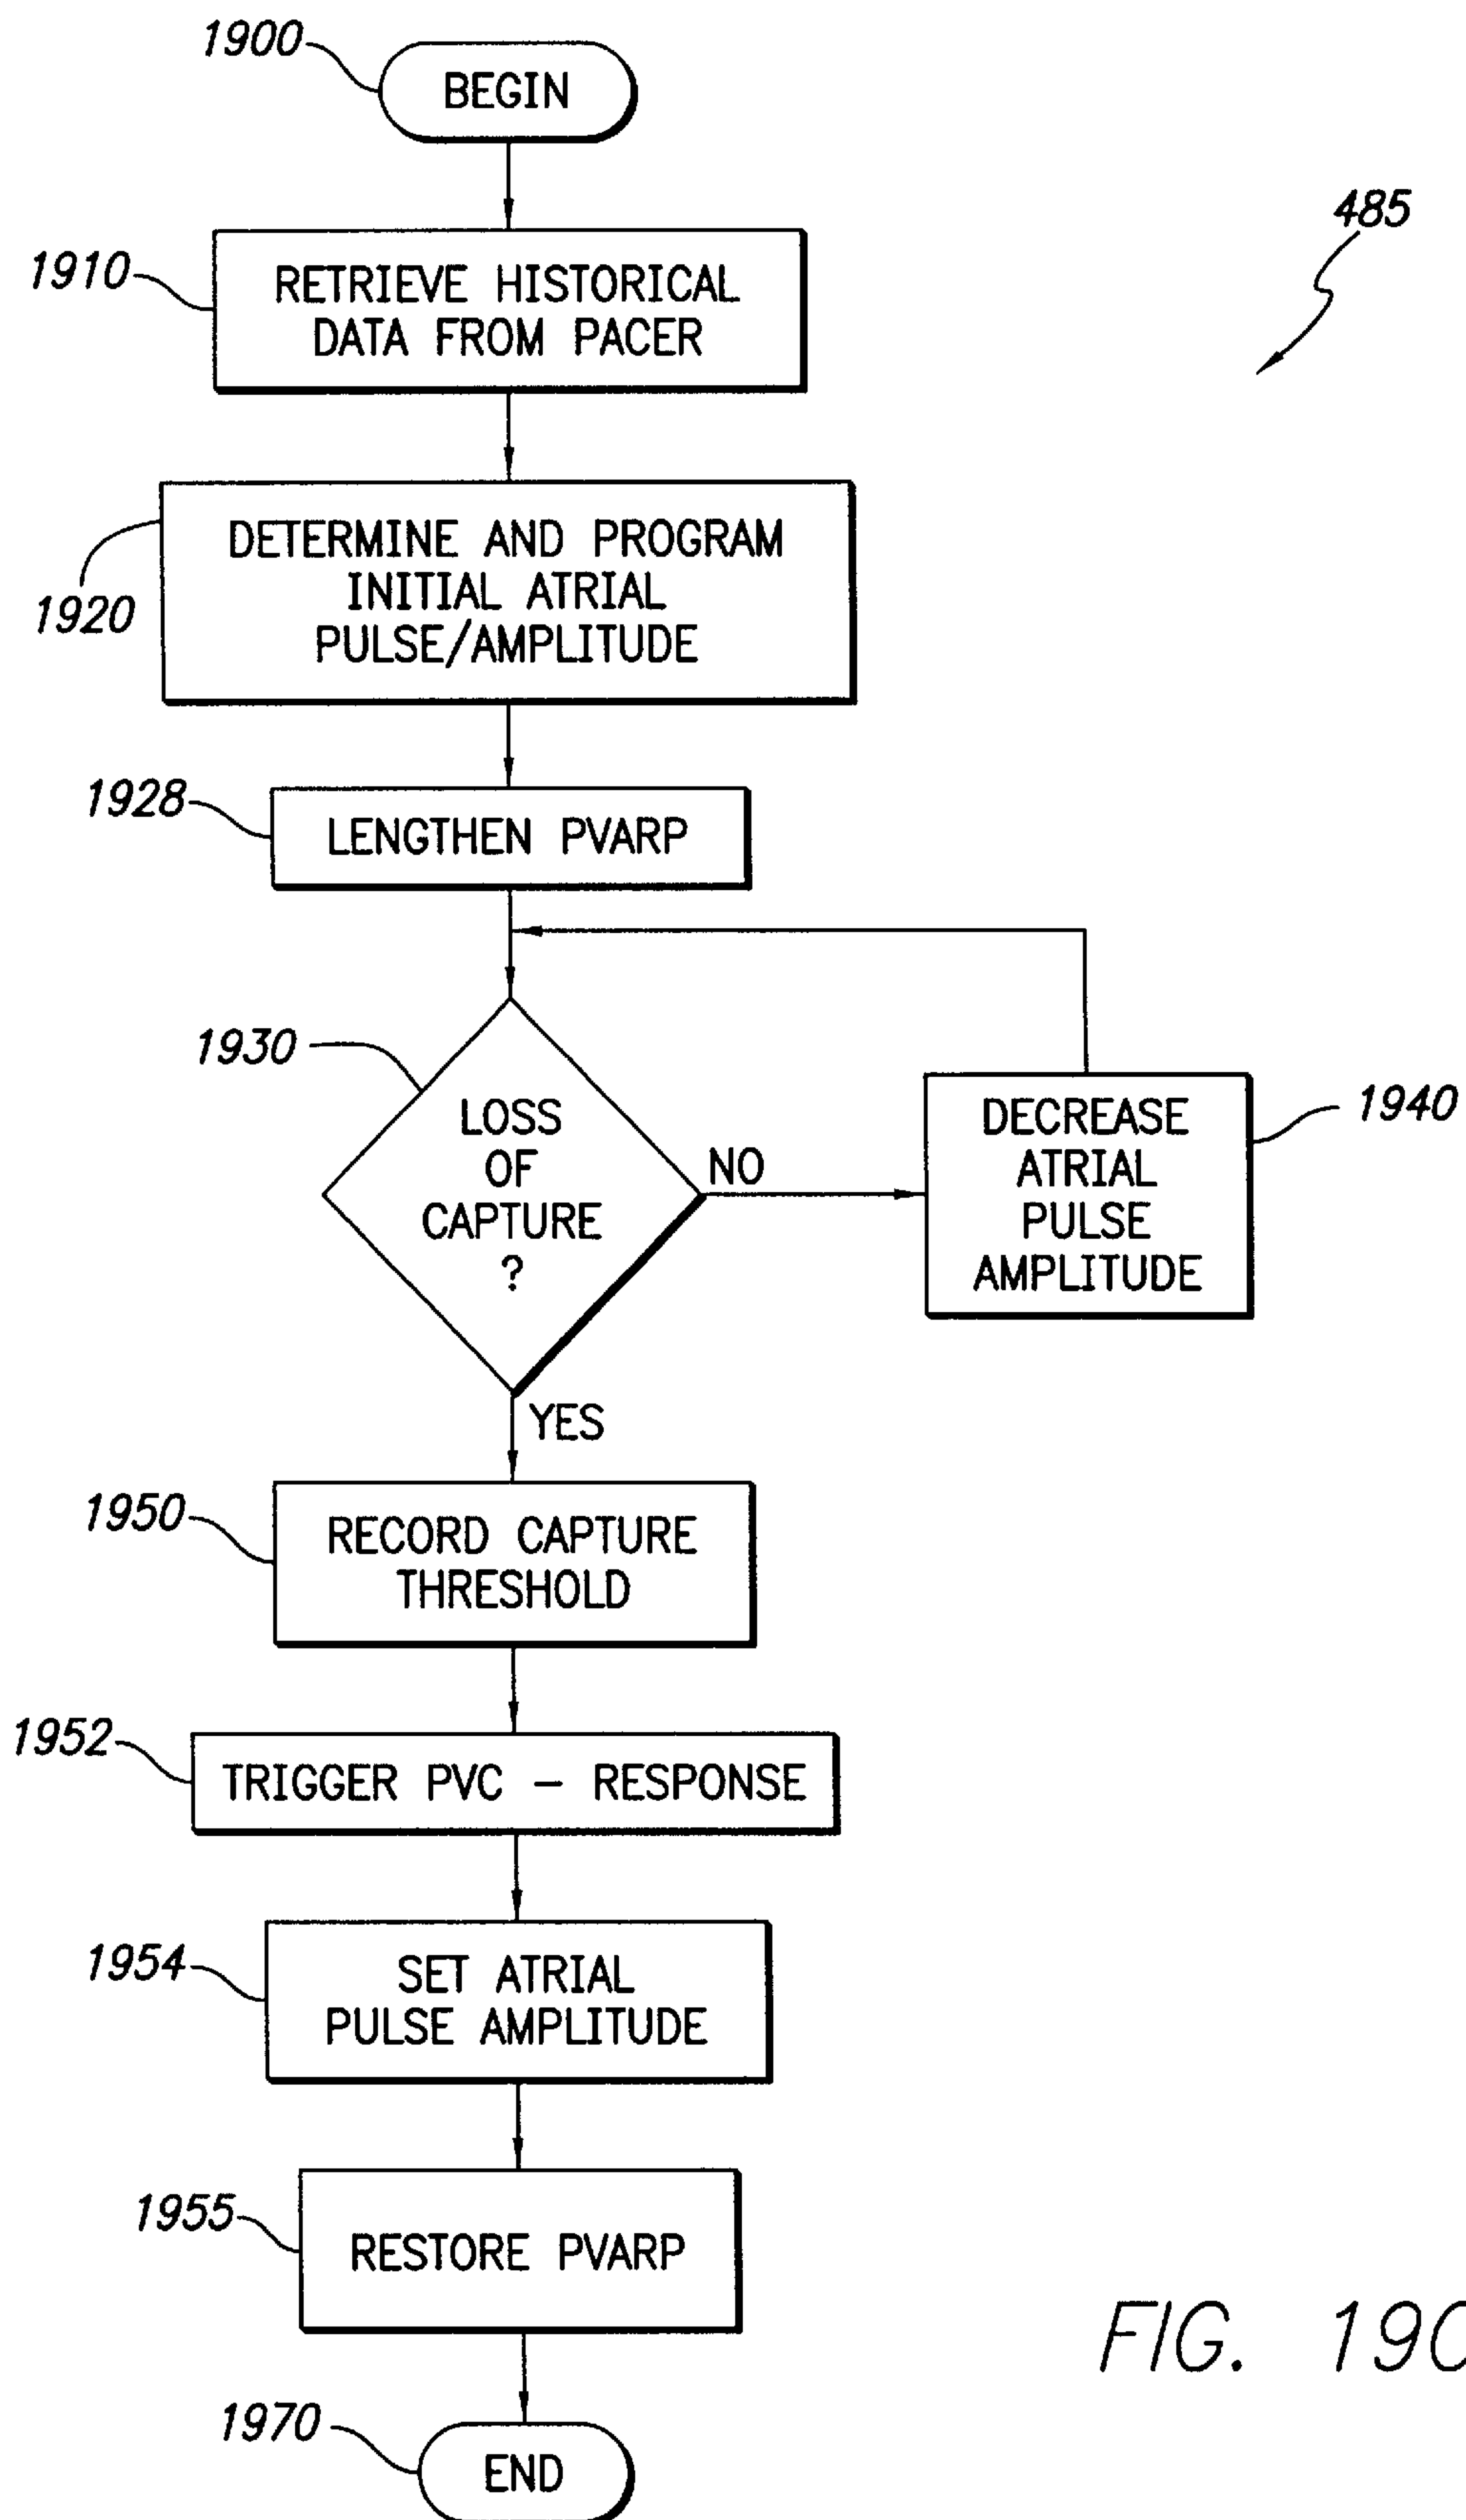 1900
BEGIN
485
1910
RETRIEVE HISTORICAL
DATA FROM PACER
1920
DETERMINE AND PROGRAM
INITIAL ATRIAL
PULSE/AMPLITUDE
1928
LENGTHEN PVARP
1930
LOSS
OF
CAPTURE
?
NO
1940
DECREASE
ATRIAL
PULSE
AMPLITUDE
YES
1950
RECORD CAPTURE
THRESHOLD
1952
TRIGGER PVC – RESPONSE
1954
SET ATRIAL
PULSE AMPLITUDE
1955
RESTORE PVARP
FIG.
1970
END